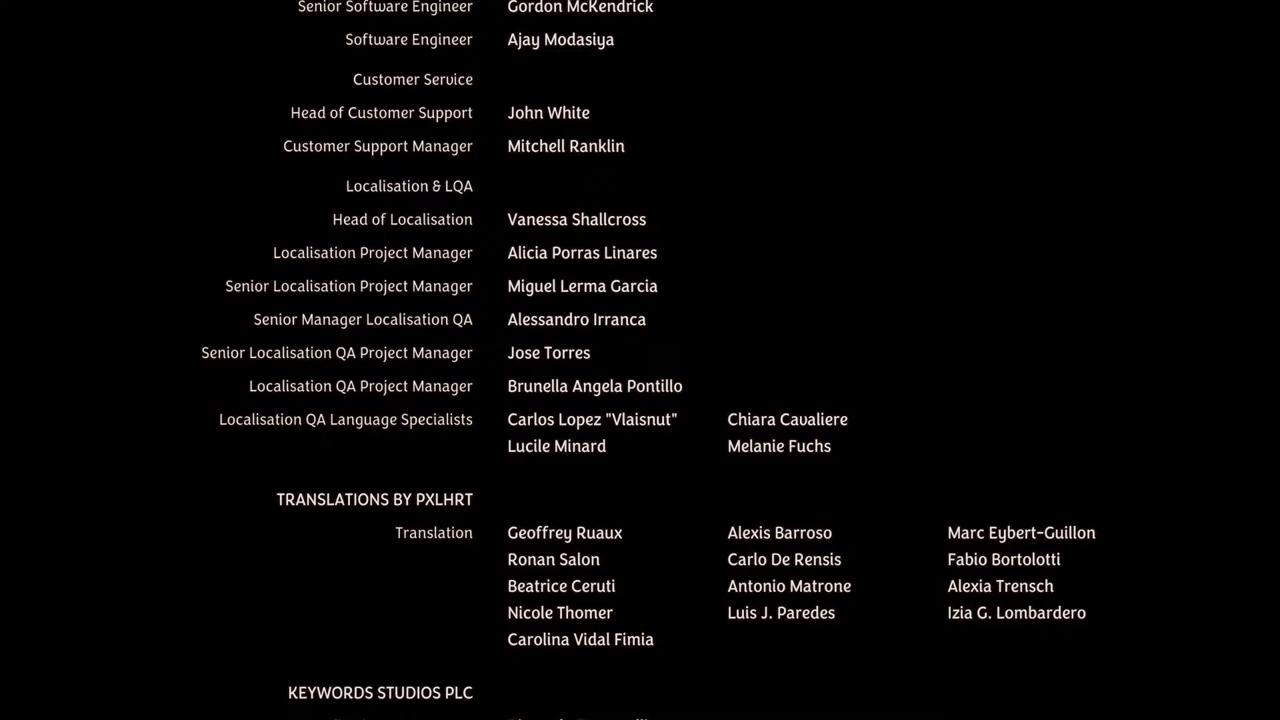 Senior Software Engineer Gordon McKendrick
Software Engineer Ajay Modasiya
Customer Service
Head of Customer Support John White
Customer Support Manager Mitchell Ranklin
Localisation & LQA
Head of Localisation Vanessa Shallcross
Localisation Project Manager Alicia Porras Linares
Senior Localisation Project Manager Miguel Lerma Garcia
Senior Manager Localisation QA Alessandro Irranca
Senior Localisation QA Project Manager Jose Torres
Localisation QA Project Manager Brunella Angela Pontillo
Localisation QA Language Specialists Carlos Lopez "Vlaisnut" Chiara Cavaliere
Lucile Minard Melanie Fuchs
TRANSLATIONS BY PXLHRT
Translation Geoffrey Ruaux Alexis Barroso Marc Eybert-Guillon
Ronan Salon Carlo De Rensis Fabio Bortolotti
Beatrice Ceruti Antonio Matrone Alexia Trensch
Nicole Thomer Luis J. Paredes Izia G. Lombardero
Carolina Vidal Fimia
KEYWORDS STUDIOS PLC